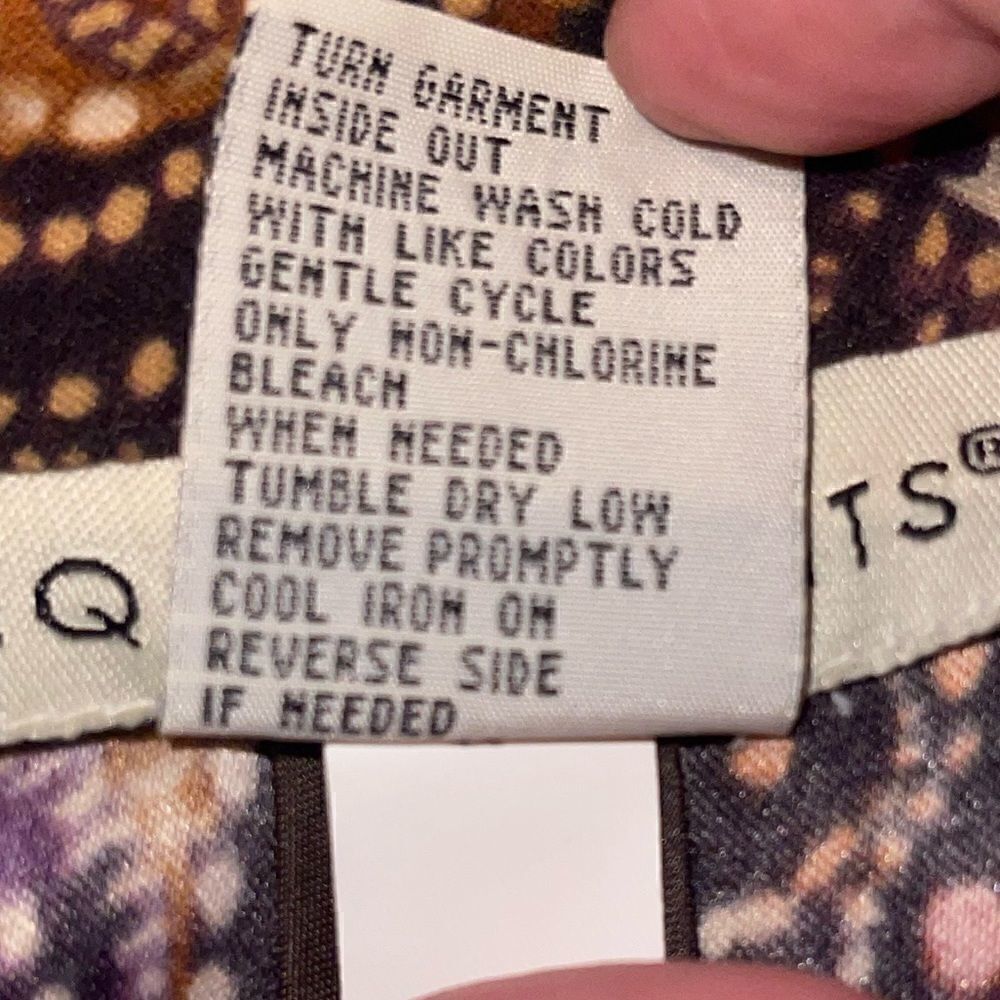 TURN GARMENT
INSIDE OUT
MACHINE WASH COLD
WITH LIKE COLORS
GENTLE CYCLE
ONLY NON-CHLORINE
BLEACH
WHEN NEEDED
TUMBLE DRY LOW
REMOVE PROMPTLY
COOL IRON ON
REVERSE SIDE
IF NEEDED
Q
TS®